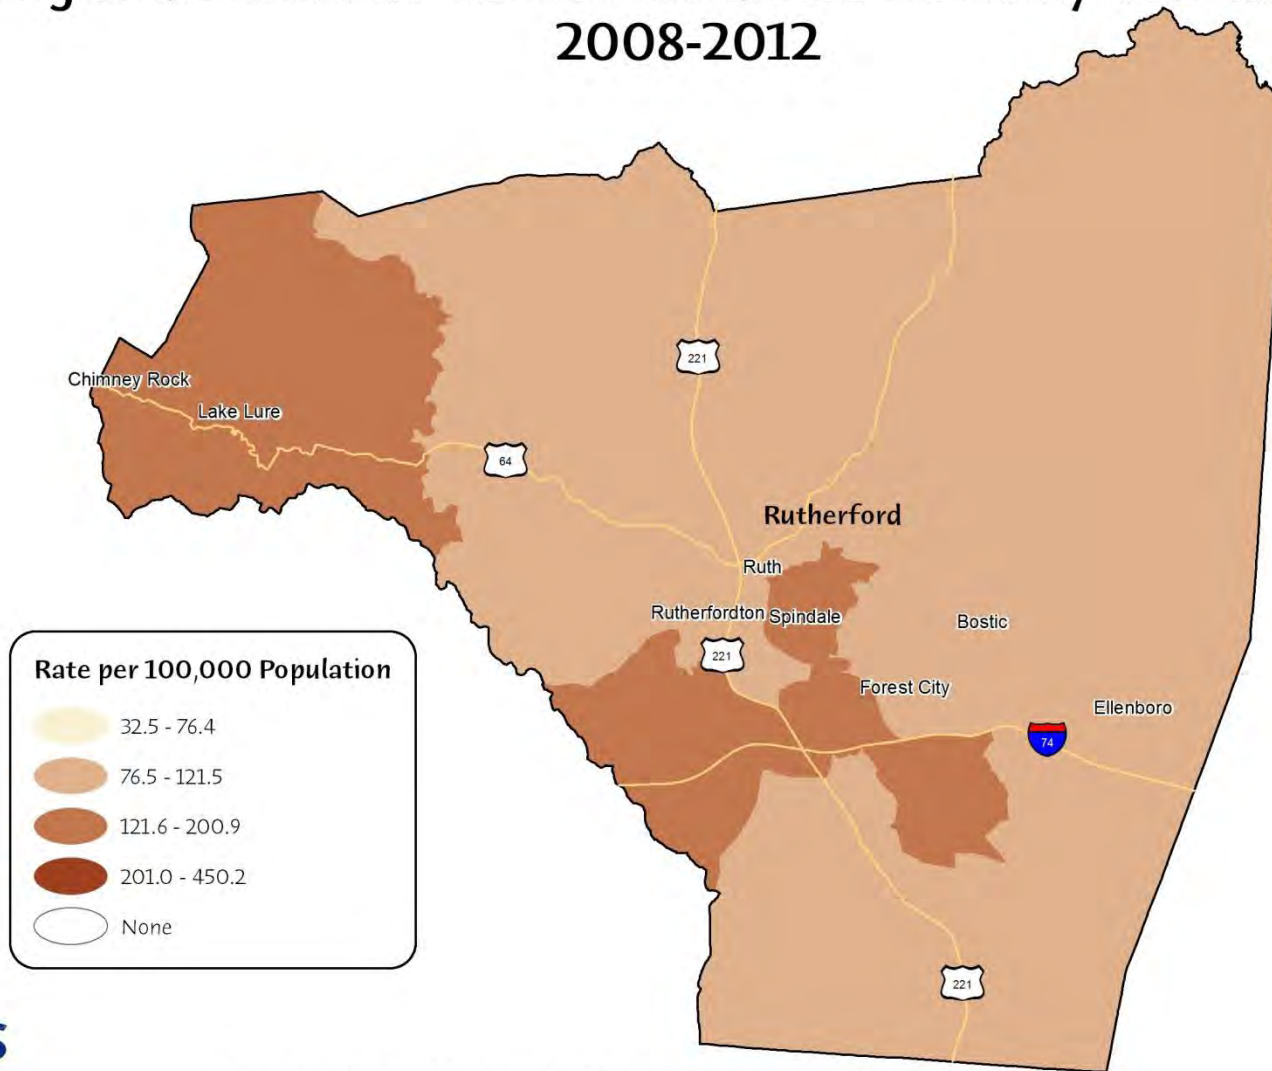 2008-2012
221
Chimney Rock
Lake Lure
64
Rutherford
Ruth
Rutherfordton
Spindale
Bostic
221
Forest City
Ellenboro
74
221
Rate per 100,000 Population
32.5 - 76.4
76.5 - 121.5
121.6 - 200.9
201.0 - 450.2
None